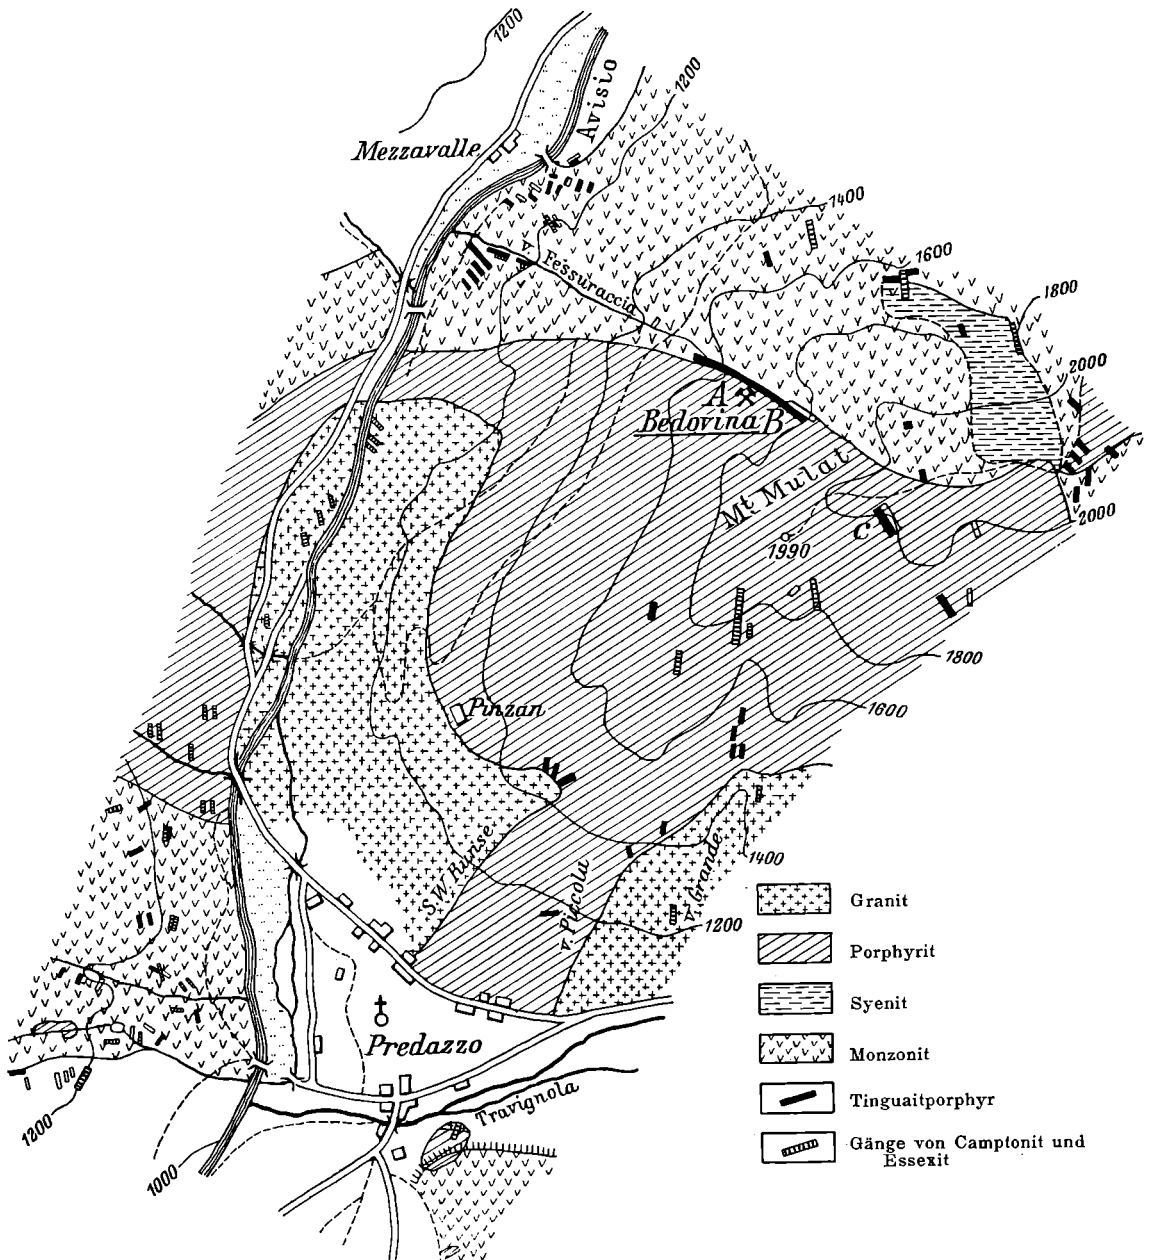 1200
Avisio
1200
Mezzavalle
1400
v. Fessuraccia
1600
1800
2000
A
Bedovina B
Mt Mulat
2000
C
1990
1800
Pinzan
1600
S.W. Runse
v. Piccola
v. Grande
1400
1200
Predazzo
Travignola
1200
1000
Granit
Porphyrit
Syenit
Monzonit
Tinguaitporphyr
Gänge von Camptonit und
Essexit